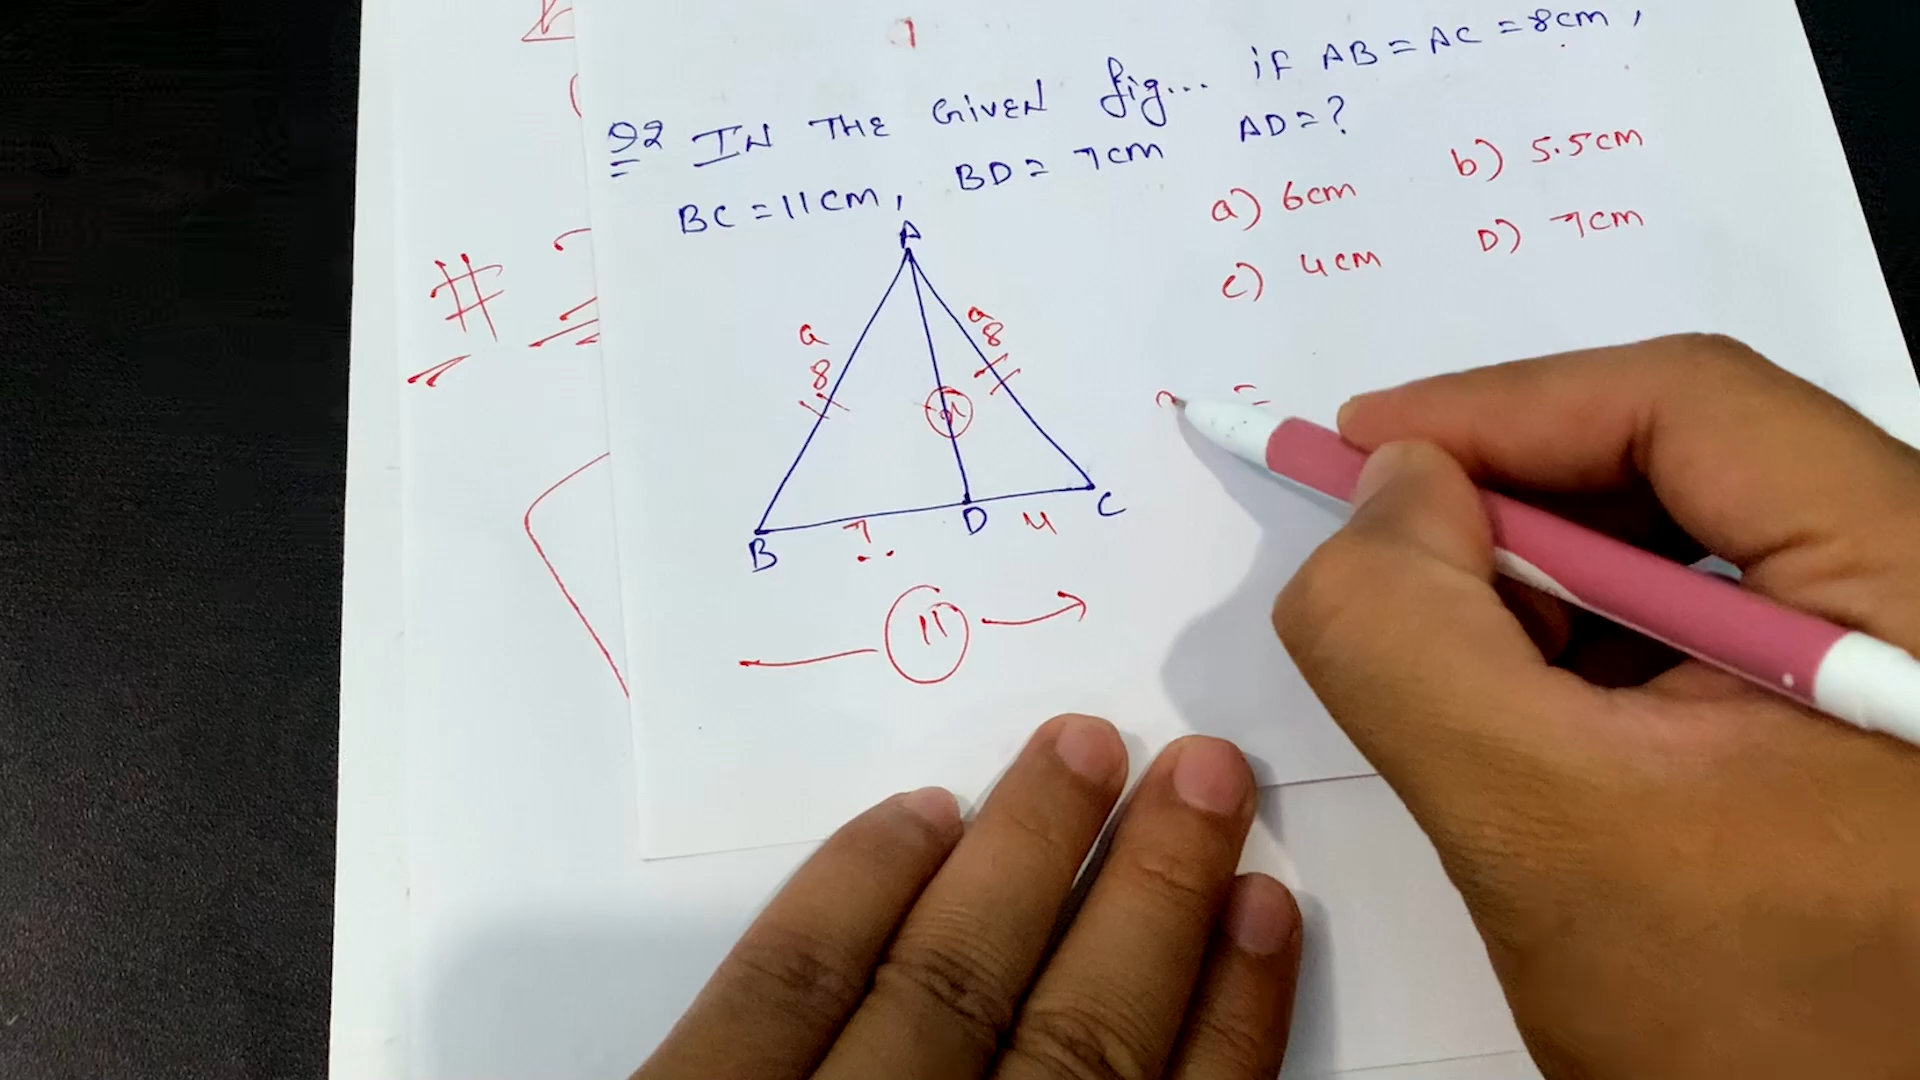 Q2 IN THE GIVEN fig... if AB = AC = 8cm,
BC = 11cm, BD = 7cm AD = ?
a) 6cm b) 5.5cm
c) 4cm D) 7cm
A
a a
8 8
x
B 7 D 4 C
11
x =
#